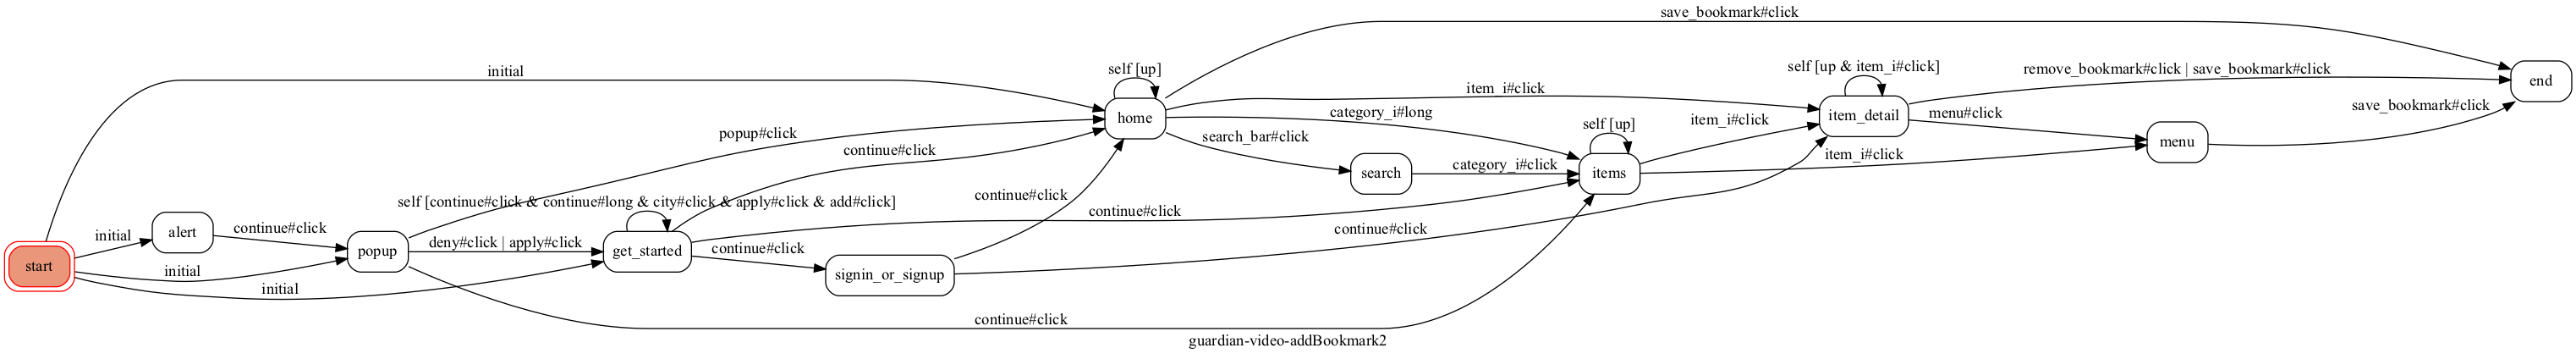 save_bookmark#click
initial
self [up]
self [up & item_i#click]
remove_bookmark#click | save_bookmark#click
end
item_i#click
home
category_i#long
item_detail
menu#click
save_bookmark#click
popup#click
search_bar#click
self [up]
item_i#click
continue#click
menu
item_i#click
search
category_i#click
items
self [continue#click & continue#long & city#click & apply#click & add#click]
continue#click
continue#click
initial
alert
continue#click
continue#click
start
initial
popup
deny#click | apply#click
get_started
continue#click
signin_or_signup
initial
continue#click
guardian-video-addBookmark2